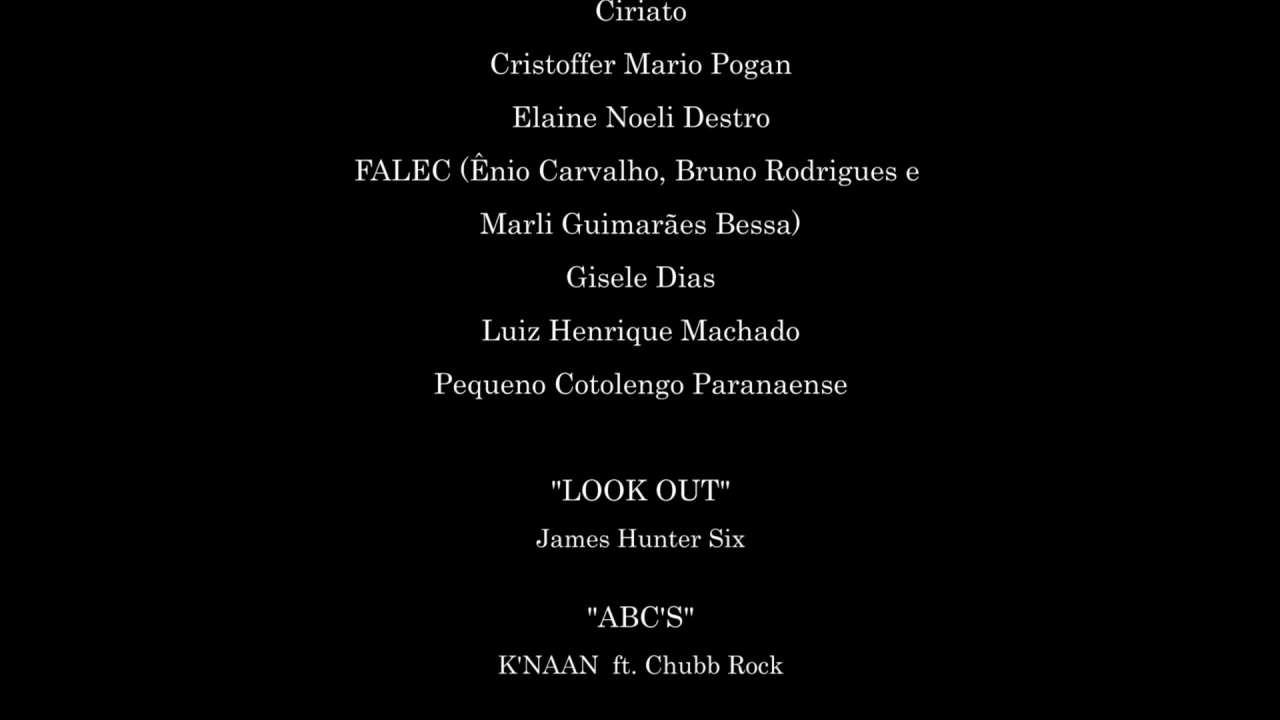 Ciriato
Cristoffer Mario Pogan
Elaine Noeli Destro
FALEC (Ênio Carvalho, Bruno Rodrigues e
Marli Guimarães Bessa)
Gisele Dias
Luiz Henrique Machado
Pequeno Cotolengo Paranaense
"LOOK OUT"
James Hunter Six
"ABC'S"
K'NAAN  ft. Chubb Rock